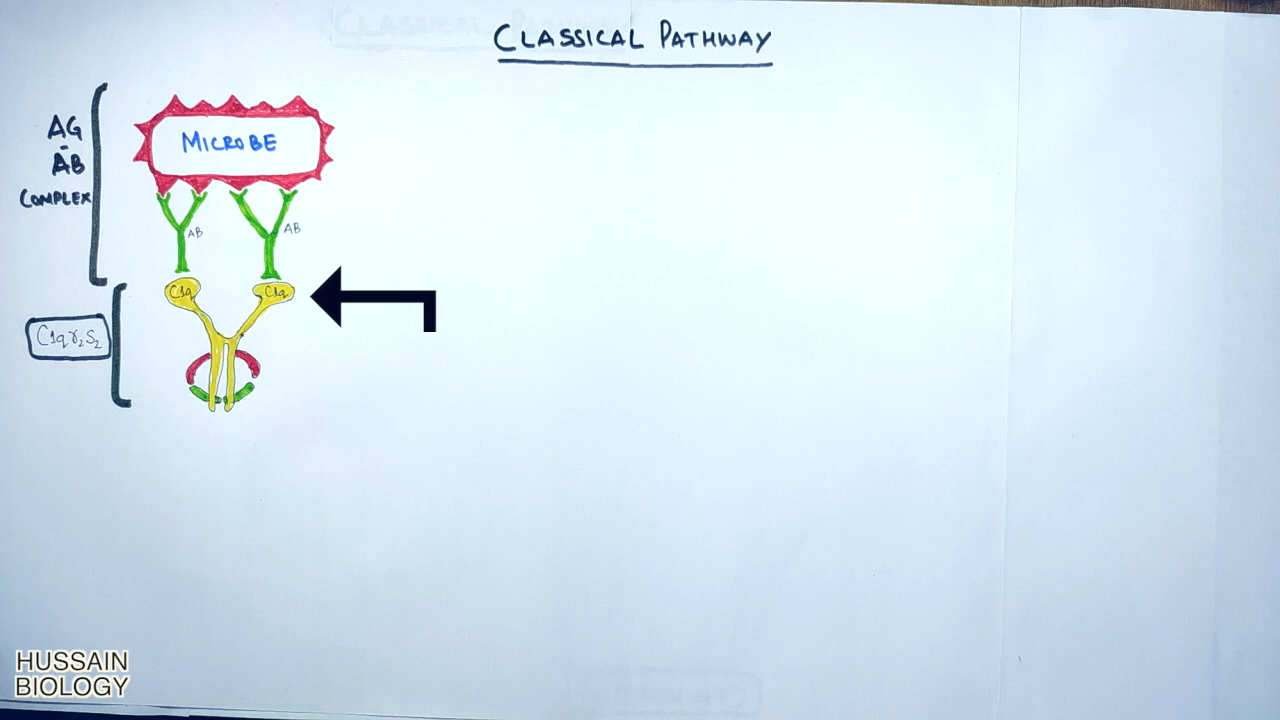 CLASSICAL PATHWAY
AG
-
AB
COMPLEX
MICROBE
AB
AB
C1q
C1q
C1qr₂S₂
HUSSAIN
BIOLOGY